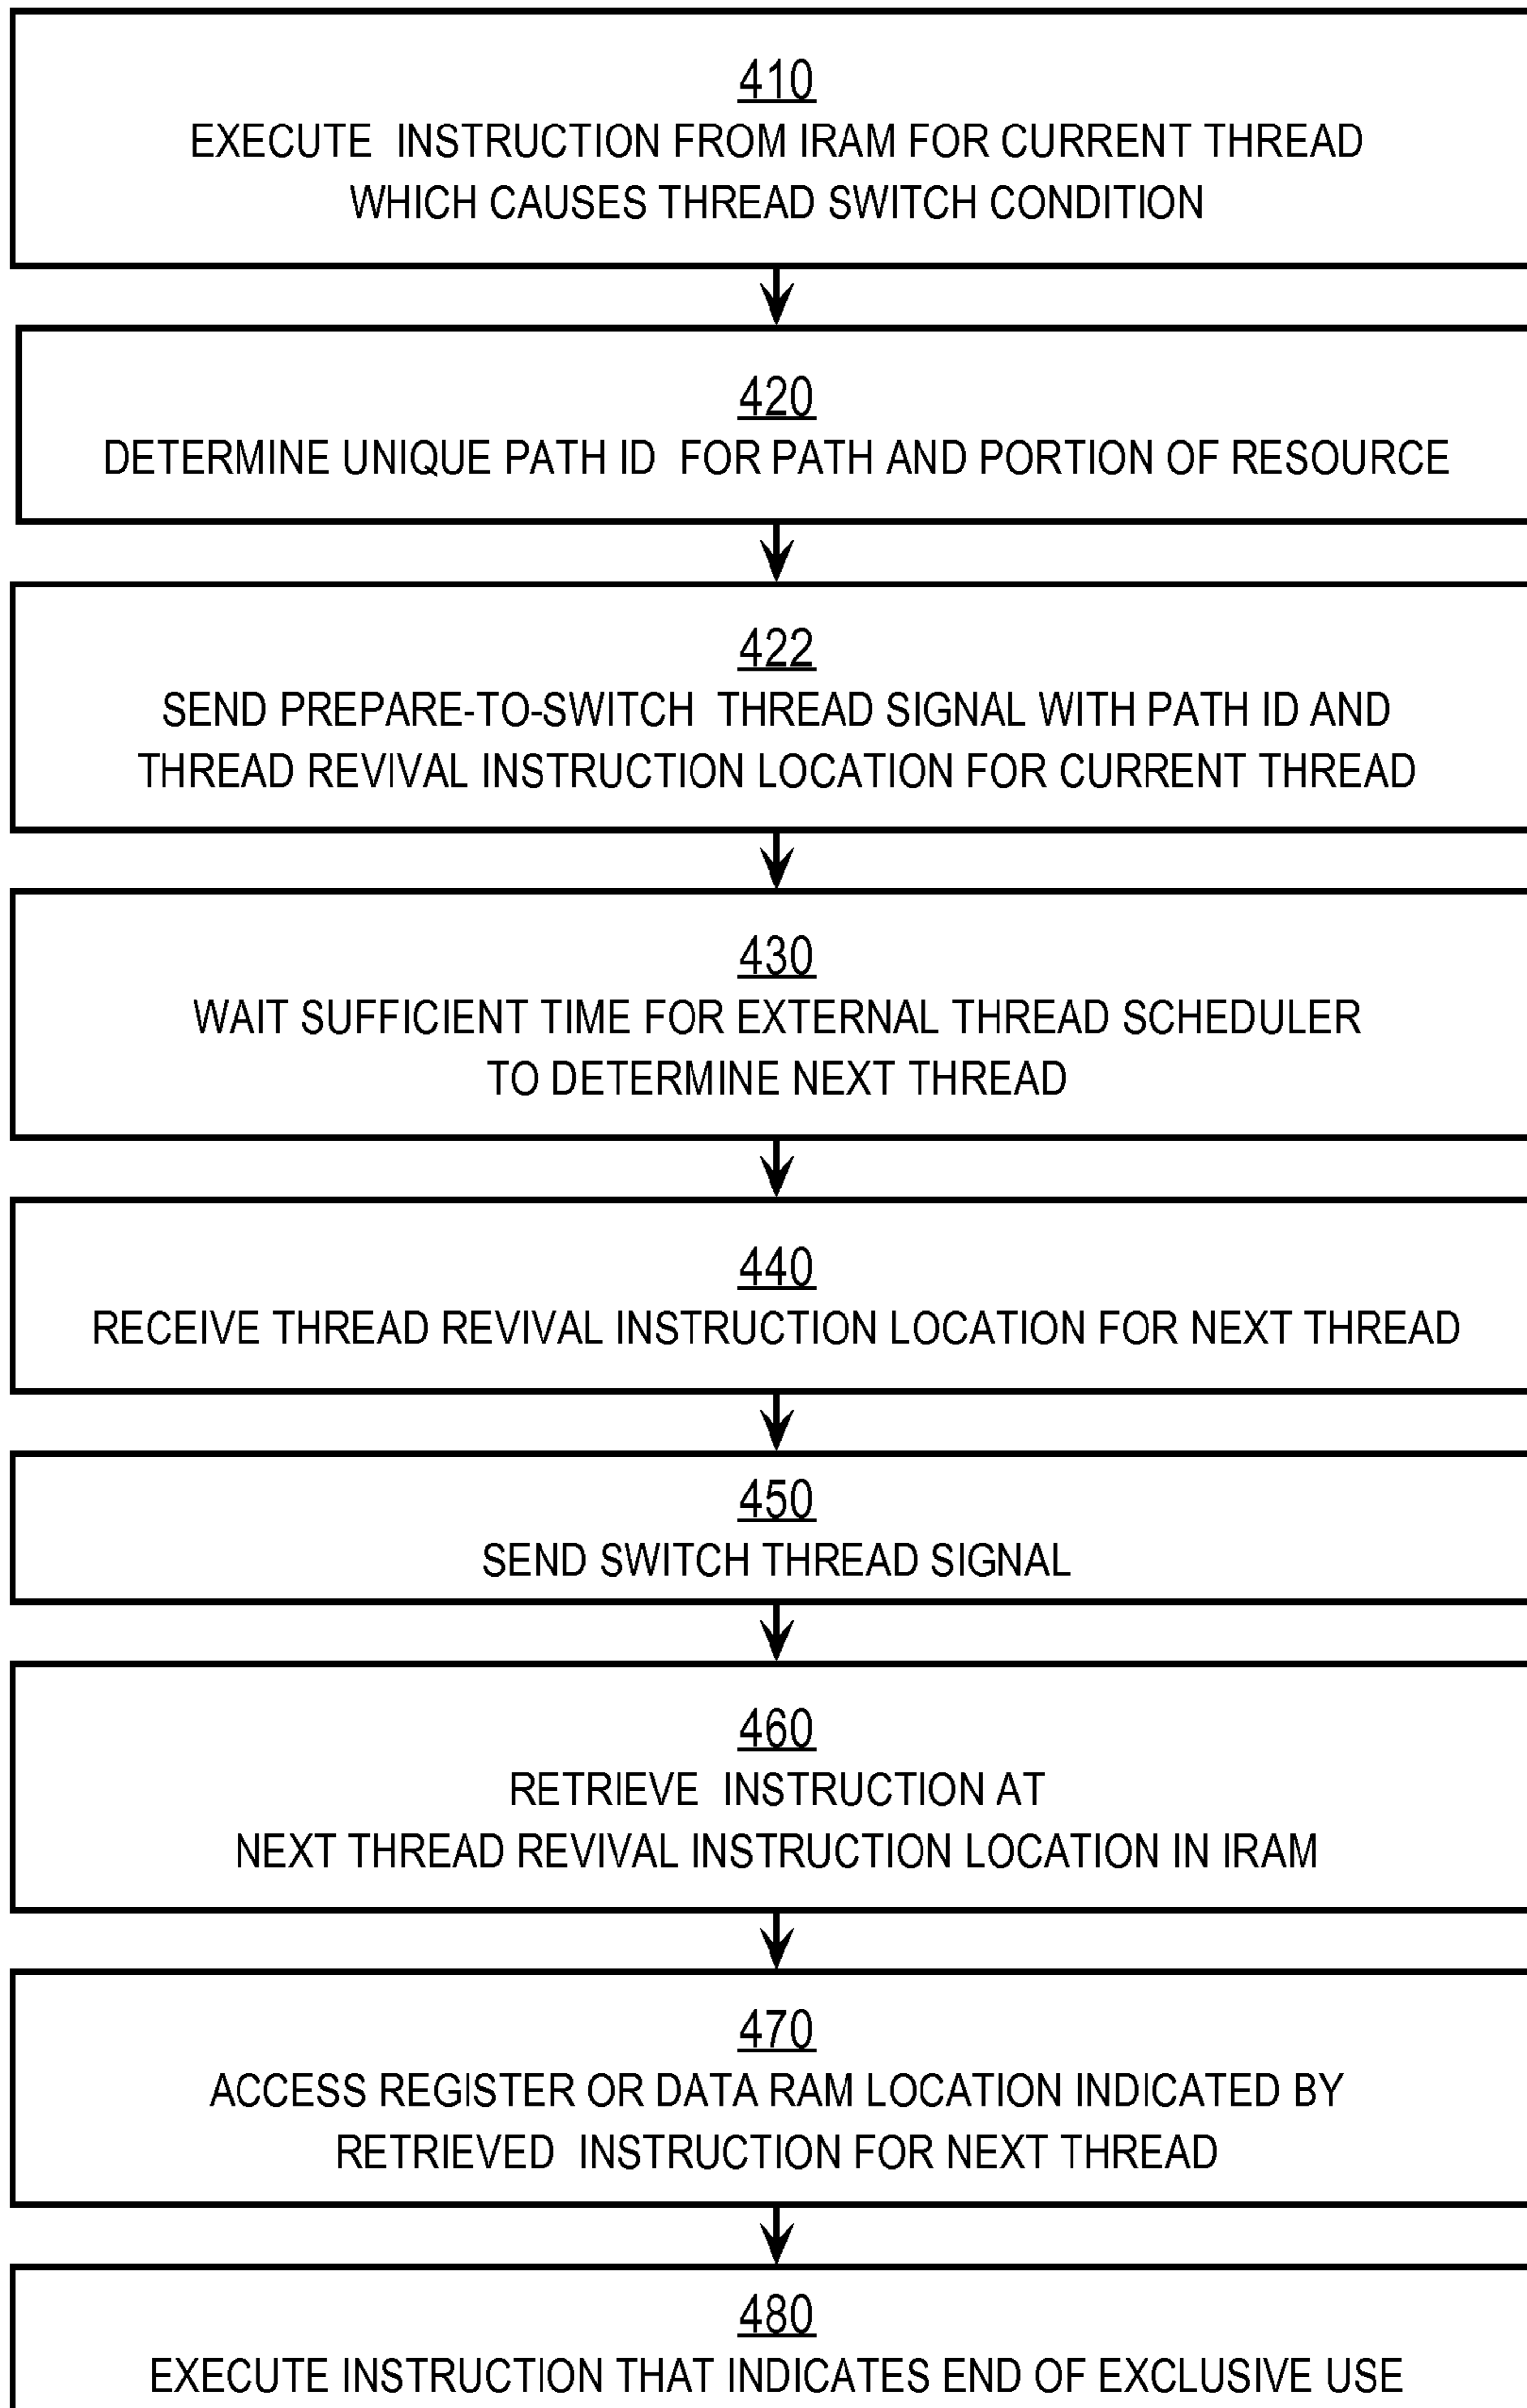 410
EXECUTE INSTRUCTION FROM IRAM FOR CURRENT THREAD
WHICH CAUSES THREAD SWITCH CONDITION
420
DETERMINE UNIQUE PATH ID FOR PATH AND PORTION OF RESOURCE
422
SEND PREPARE-TO-SWITCH THREAD SIGNAL WITH PATH ID AND
THREAD REVIVAL INSTRUCTION LOCATION FOR CURRENT THREAD
430
WAIT SUFFICIENT TIME FOR EXTERNAL THREAD SCHEDULER
TO DETERMINE NEXT THREAD
440
RECEIVE THREAD REVIVAL INSTRUCTION LOCATION FOR NEXT THREAD
450
SEND SWITCH THREAD SIGNAL
460
RETRIEVE INSTRUCTION AT
NEXT THREAD REVIVAL INSTRUCTION LOCATION IN IRAM
470
ACCESS REGISTER OR DATA RAM LOCATION INDICATED BY
RETRIEVED INSTRUCTION FOR NEXT THREAD
480
EXECUTE INSTRUCTION THAT INDICATES END OF EXCLUSIVE USE